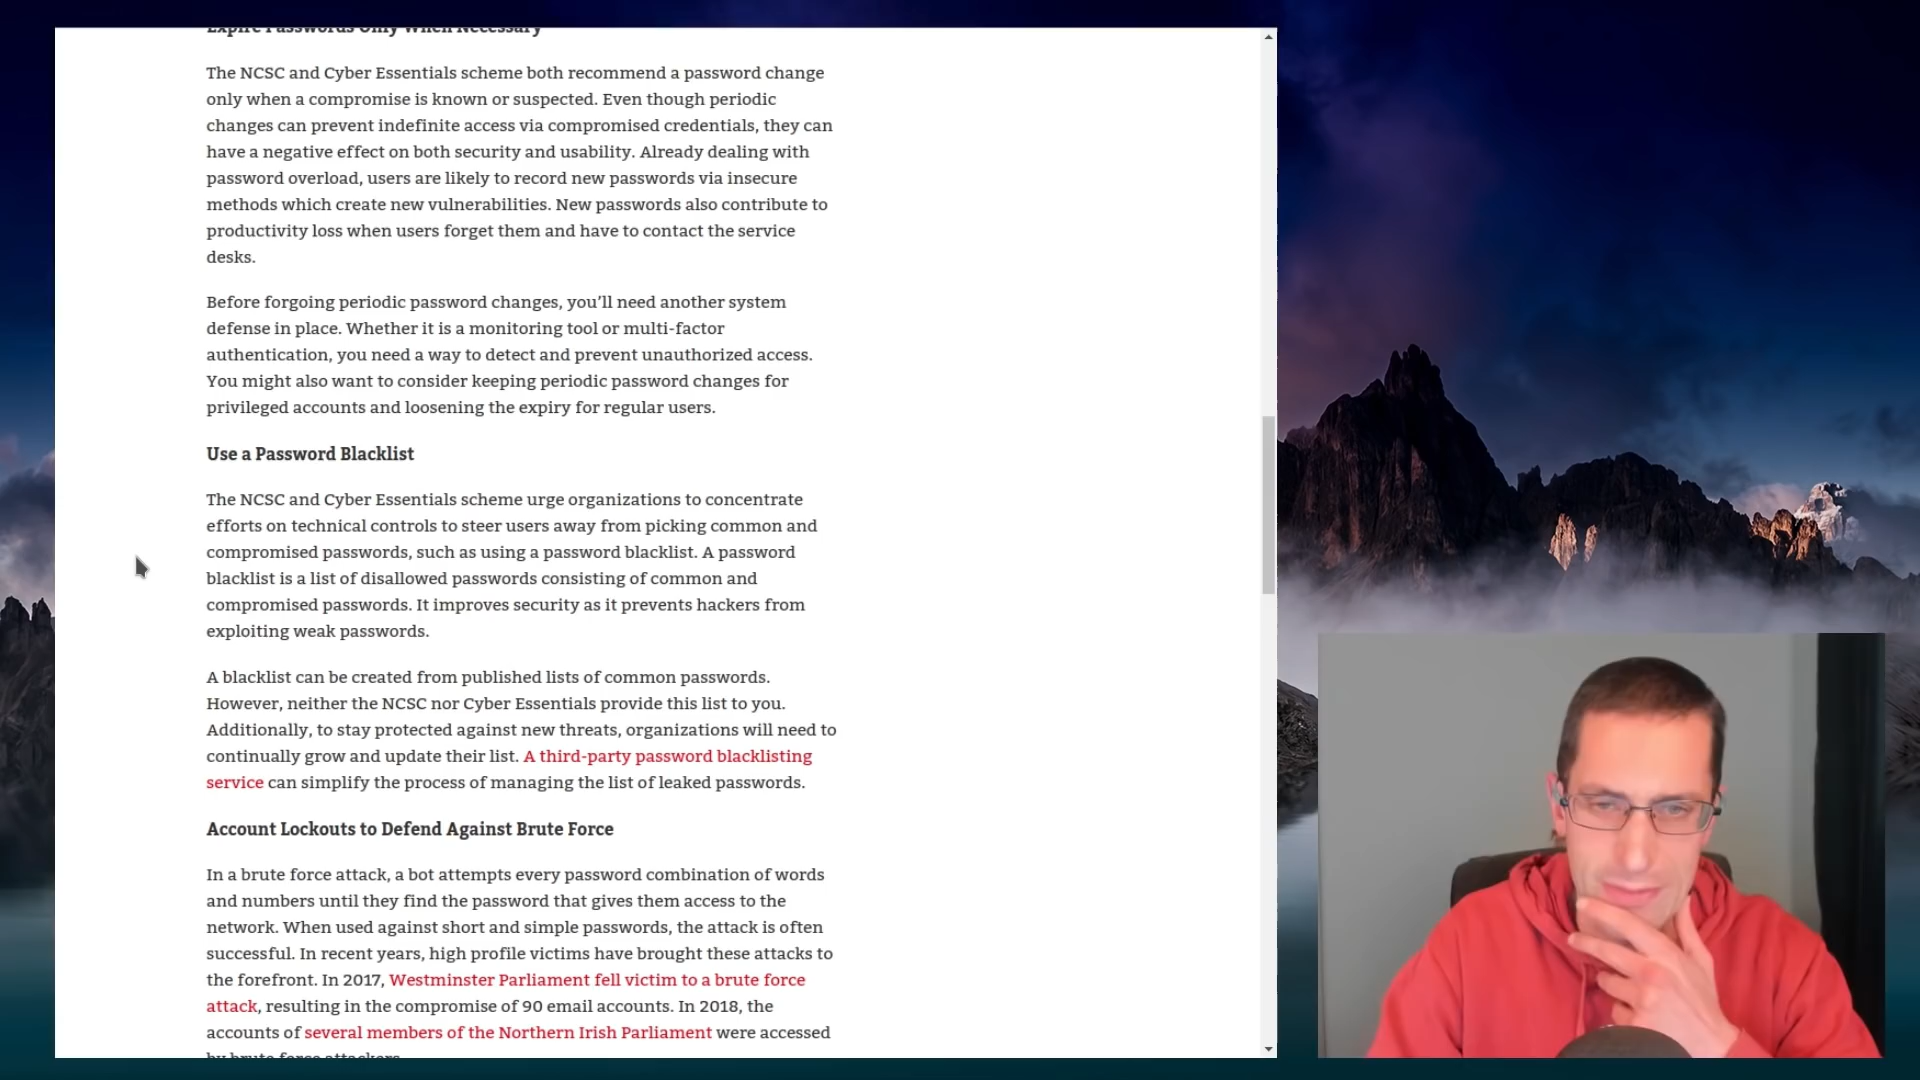 Expire Passwords Only When Necessary
The NCSC and Cyber Essentials scheme both recommend a password change
only when a compromise is known or suspected. Even though periodic
changes can prevent indefinite access via compromised credentials, they can
have a negative effect on both security and usability. Already dealing with
password overload, users are likely to record new passwords via insecure
methods which create new vulnerabilities. New passwords also contribute to
productivity loss when users forget them and have to contact the service
desks.
Before forgoing periodic password changes, you’ll need another system
defense in place. Whether it is a monitoring tool or multi-factor
authentication, you need a way to detect and prevent unauthorized access.
You might also want to consider keeping periodic password changes for
privileged accounts and loosening the expiry for regular users.
Use a Password Blacklist
The NCSC and Cyber Essentials scheme urge organizations to concentrate
efforts on technical controls to steer users away from picking common and
compromised passwords, such as using a password blacklist. A password
blacklist is a list of disallowed passwords consisting of common and
compromised passwords. It improves security as it prevents hackers from
exploiting weak passwords.
A blacklist can be created from published lists of common passwords.
However, neither the NCSC nor Cyber Essentials provide this list to you.
Additionally, to stay protected against new threats, organizations will need to
continually grow and update their list. A third-party password blacklisting
service can simplify the process of managing the list of leaked passwords.
Account Lockouts to Defend Against Brute Force
In a brute force attack, a bot attempts every password combination of words
and numbers until they find the password that gives them access to the
network. When used against short and simple passwords, the attack is often
successful. In recent years, high profile victims have brought these attacks to
the forefront. In 2017, Westminster Parliament fell victim to a brute force
attack, resulting in the compromise of 90 email accounts. In 2018, the
accounts of several members of the Northern Irish Parliament were accessed
by brute force attackers.